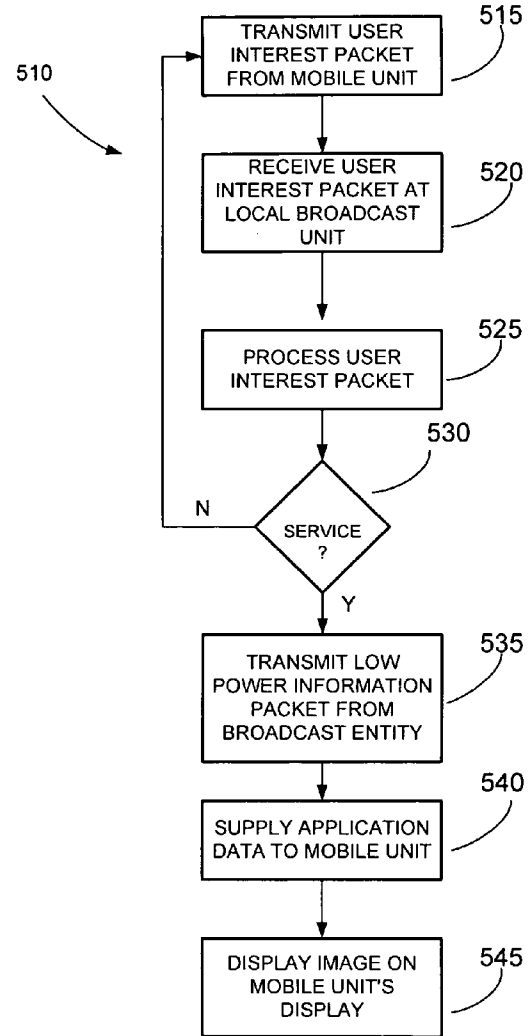 515
TRANSMIT USER
INTEREST PACKET
FROM MOBILE UNIT
510
520
RECEIVE USER
INTEREST PACKET AT
LOCAL BROADCAST
UNIT
525
PROCESS USER
INTEREST PACKET
530
N
SERVICE
?
Y
535
TRANSMIT LOW
POWER INFORMATION
PACKET FROM
BROADCAST ENTITY
540
SUPPLY APPLICATION
DATA TO MOBILE UNIT
545
DISPLAY IMAGE ON
MOBILE UNIT'S
DISPLAY